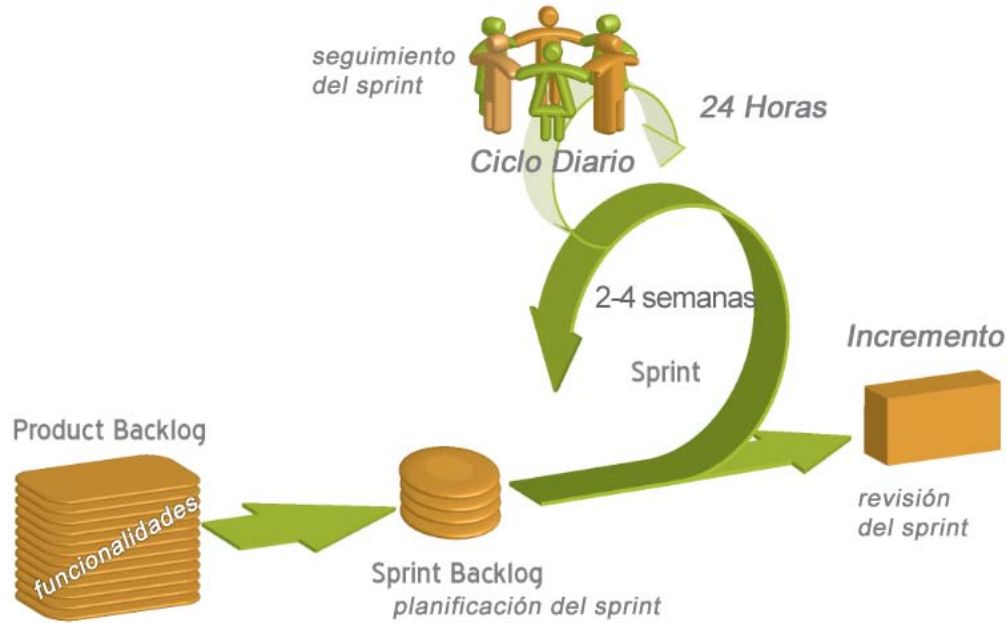 seguimiento
del sprint
24 Horas
Ciclo Diario
2-4 semanas
Sprint
Incremento
Product Backlog
funcionalidades
revisión
del sprint
Sprint Backlog
planificación del sprint